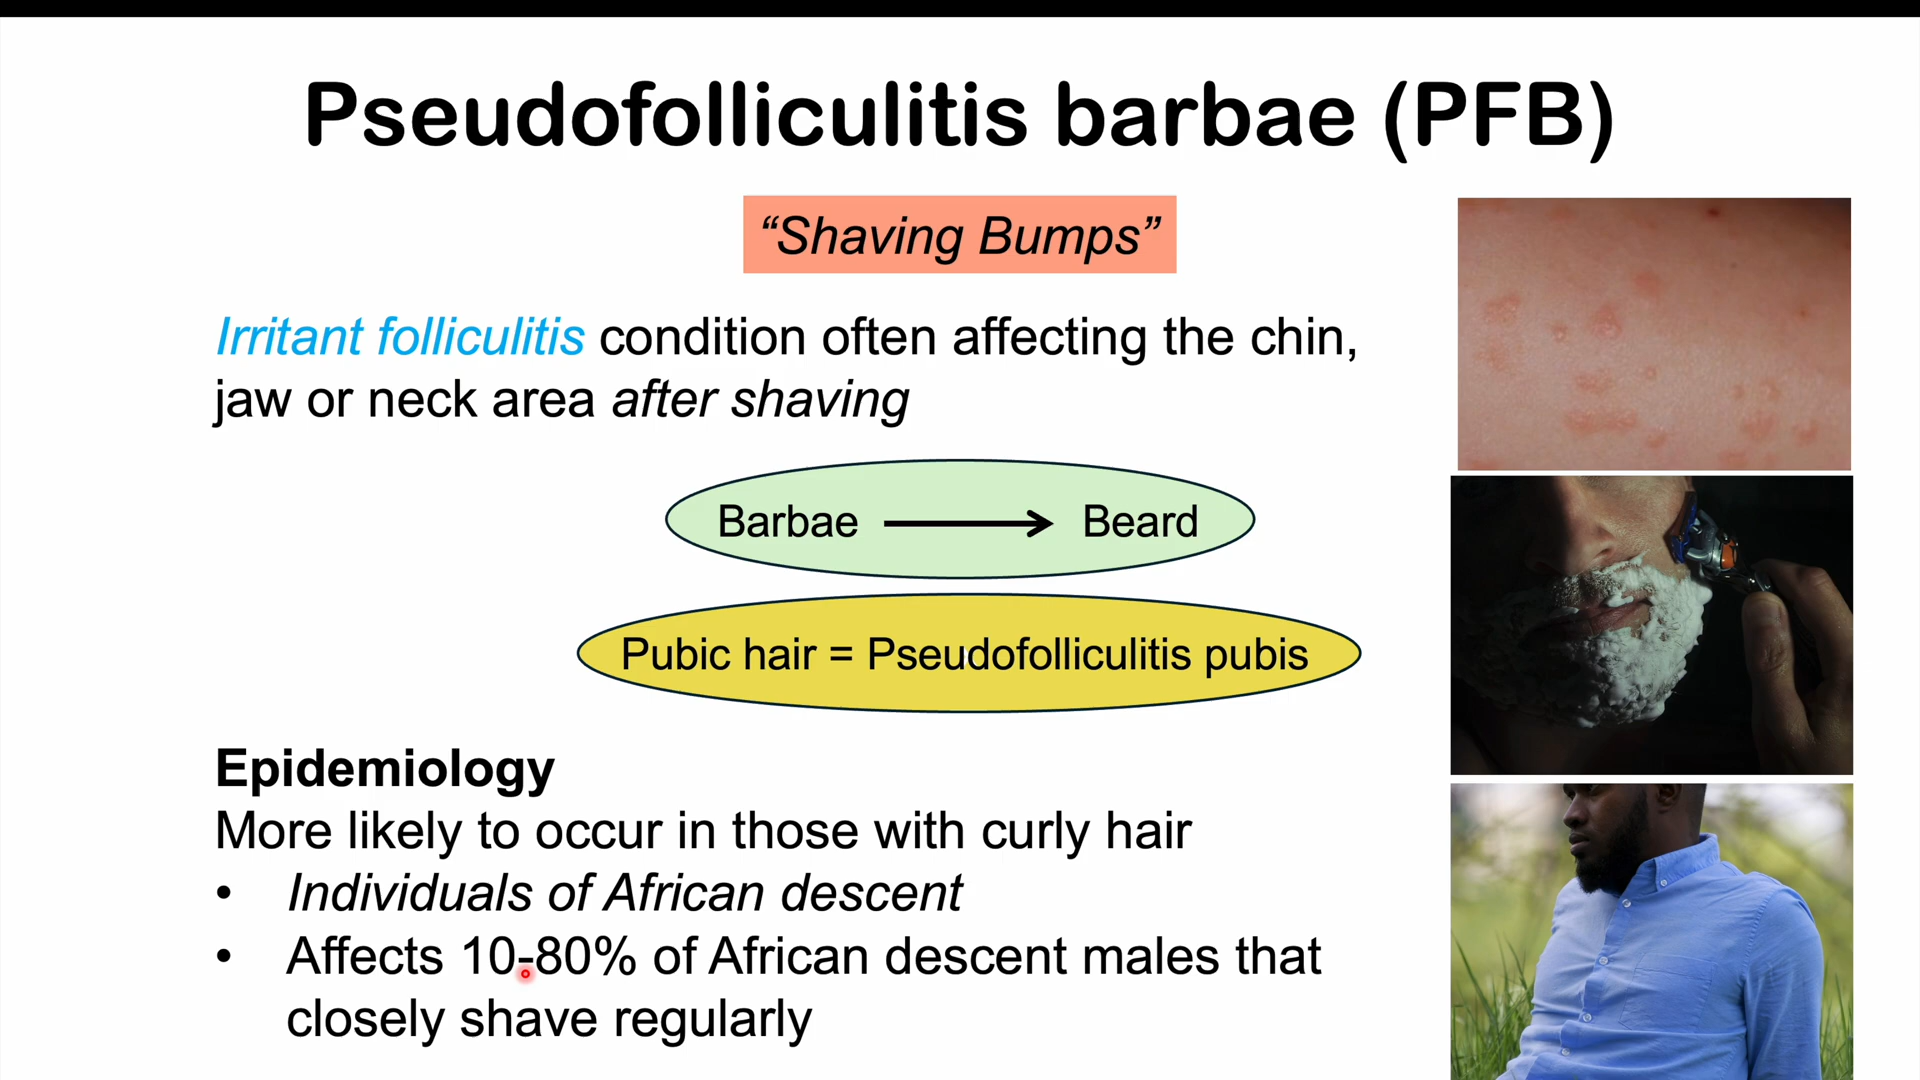 Pseudofolliculitis barbae (PFB)
“Shaving Bumps”
Irritant folliculitis condition often affecting the chin,
jaw or neck area after shaving
Barbae Beard
Pubic hair = Pseudofolliculitis pubis
Epidemiology
More likely to occur in those with curly hair
• Individuals of African descent
• Affects 10-80% of African descent males that
closely shave regularly